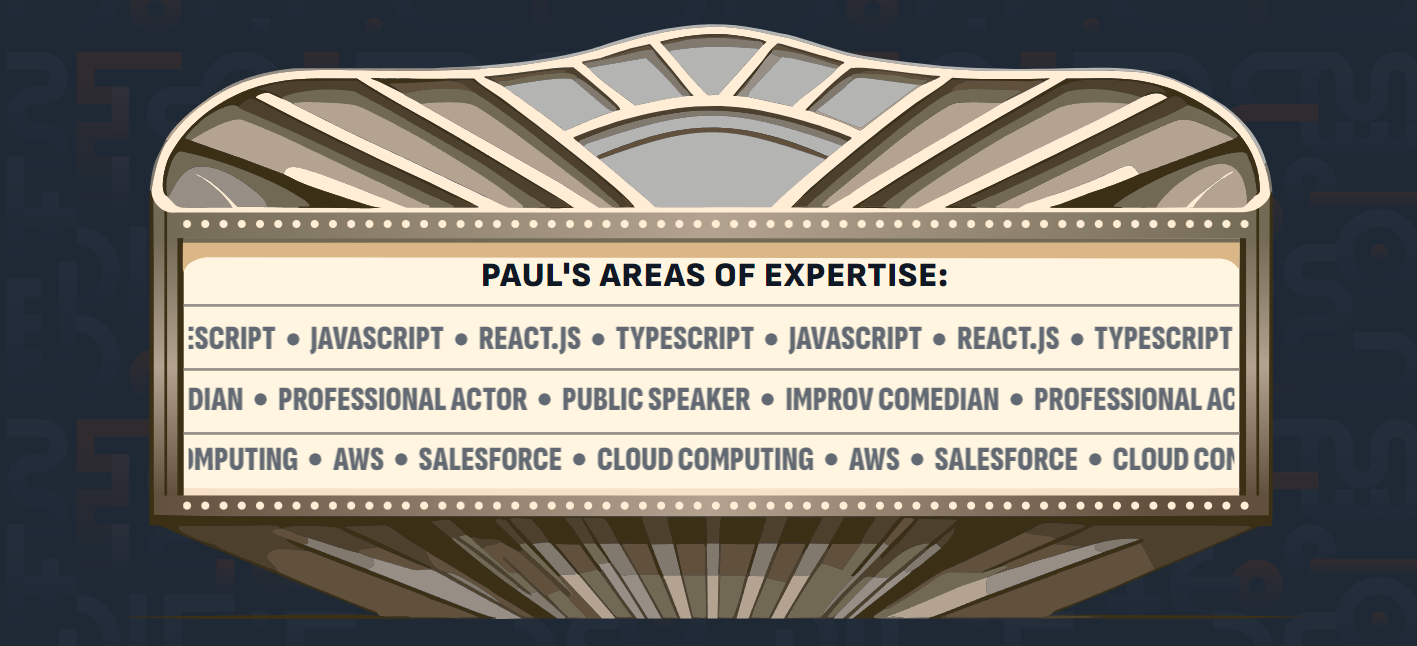 PAUL'S AREAS OF EXPERTISE:
ESCRIPT • JAVASCRIPT • REACT.JS • TYPESCRIPT • JAVASCRIPT • REACT.JS • TYPESCRIPT
DIAN • PROFESSIONAL ACTOR • PUBLIC SPEAKER • IMPROV COMEDIAN • PROFESSIONAL AC
OMPUTING • AWS • SALESFORCE • CLOUD COMPUTING • AWS • SALESFORCE • CLOUD COM